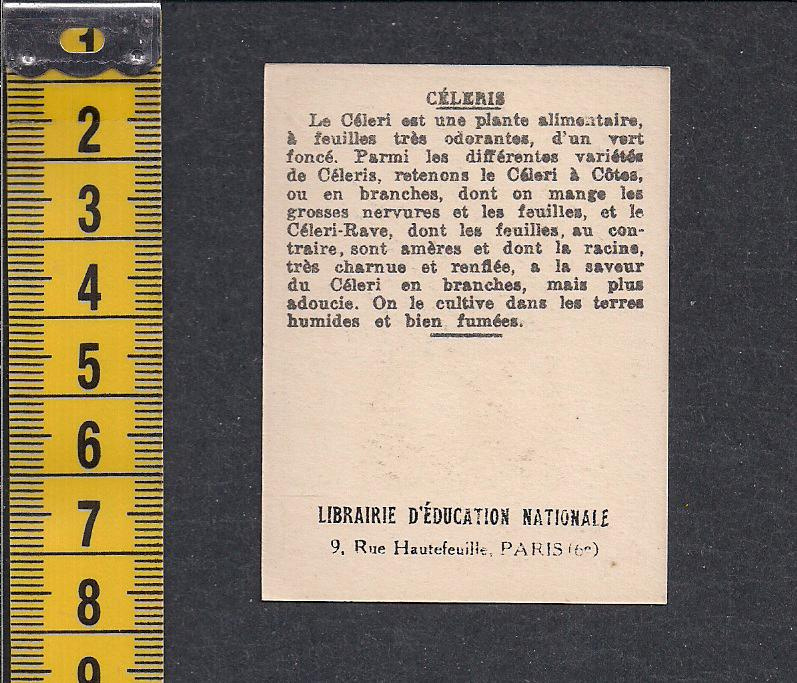 1
2
3
4
5
6
7
8
9
CÉLERIS
Le Céleri est une plante alimentaire,
à feuilles très odorantes, d'un vert
foncé. Parmi les différentes variétés
de Céleris, retenons le Céleri à Côtes,
ou en branches, dont on mange les
grosses nervures et les feuilles, et le
Céleri-Rave, dont les feuilles, au con-
traire, sont amères et dont la racine,
très charnue et renflée, a la saveur
du Céleri en branches, mais plus
adoucie. On le cultive dans les terres
humides et bien fumées.
LIBRAIRIE D'ÉDUCATION NATIONALE
9, Rue Hautefeuille, PARIS (6e)